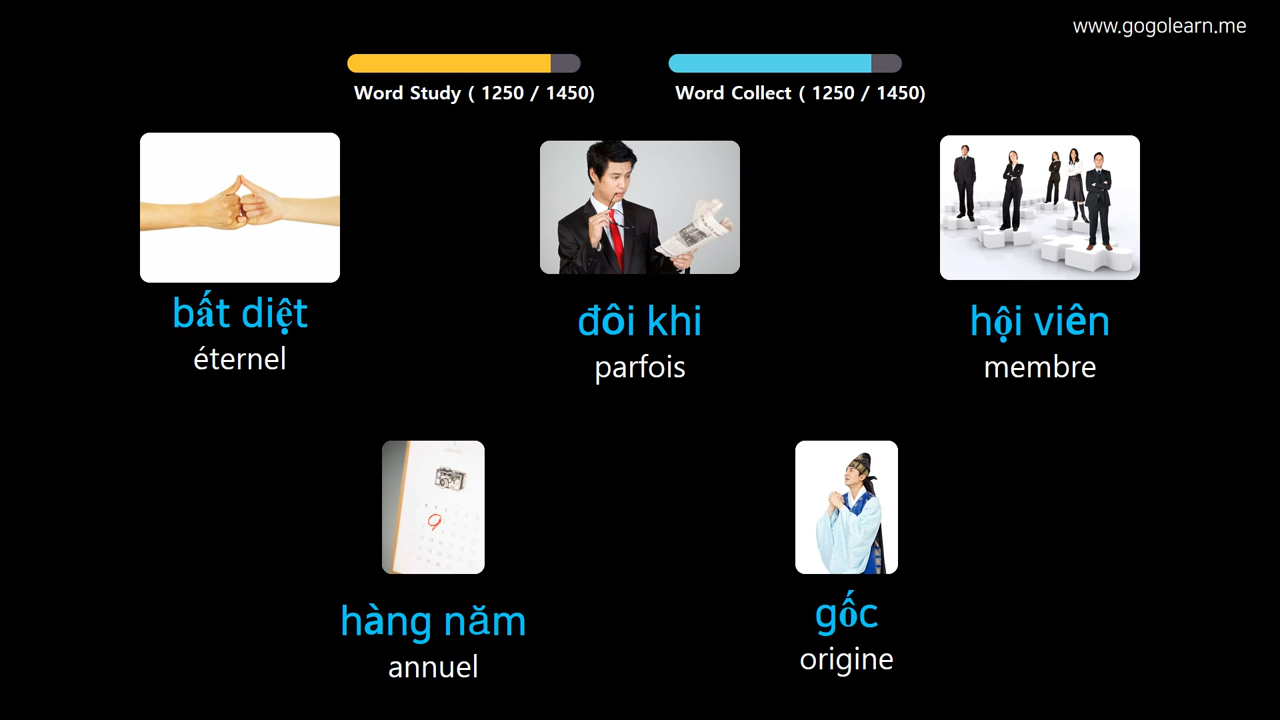 www.gogolearn.me
Word Study ( 1250 / 1450)
Word Collect ( 1250 / 1450)
bất diệt
éternel
đôi khi
parfois
hội viên
membre
hàng năm
annuel
gốc
origine